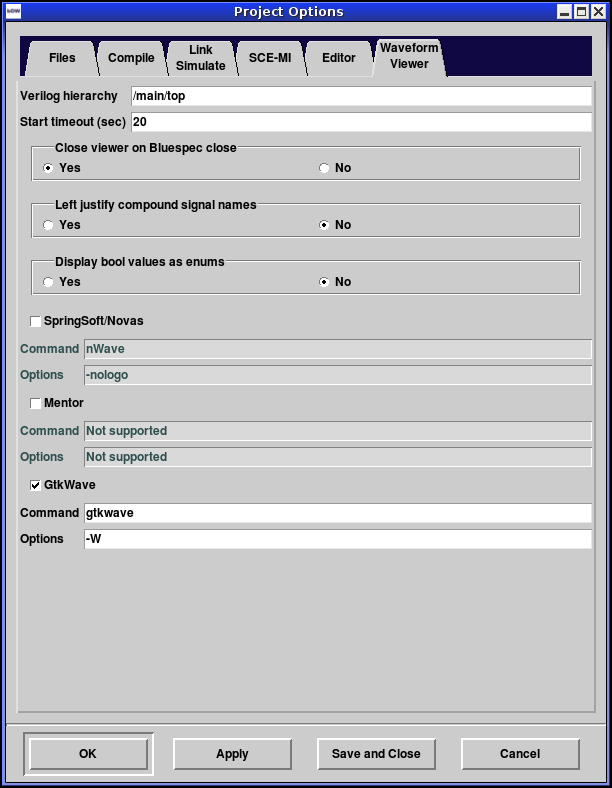 Project Options
Files Compile Link Simulate SCE-MI Editor Waveform Viewer
Verilog hierarchy /main/top
Start timeout (sec) 20
Close viewer on Bluespec close
Yes No
Left justify compound signal names
Yes No
Display bool values as enums
Yes No
SpringSoft/Novas
Command nWave
Options -nologo
Mentor
Command Not supported
Options Not supported
GtkWave
Command gtkwave
Options -W
OK Apply Save and Close Cancel